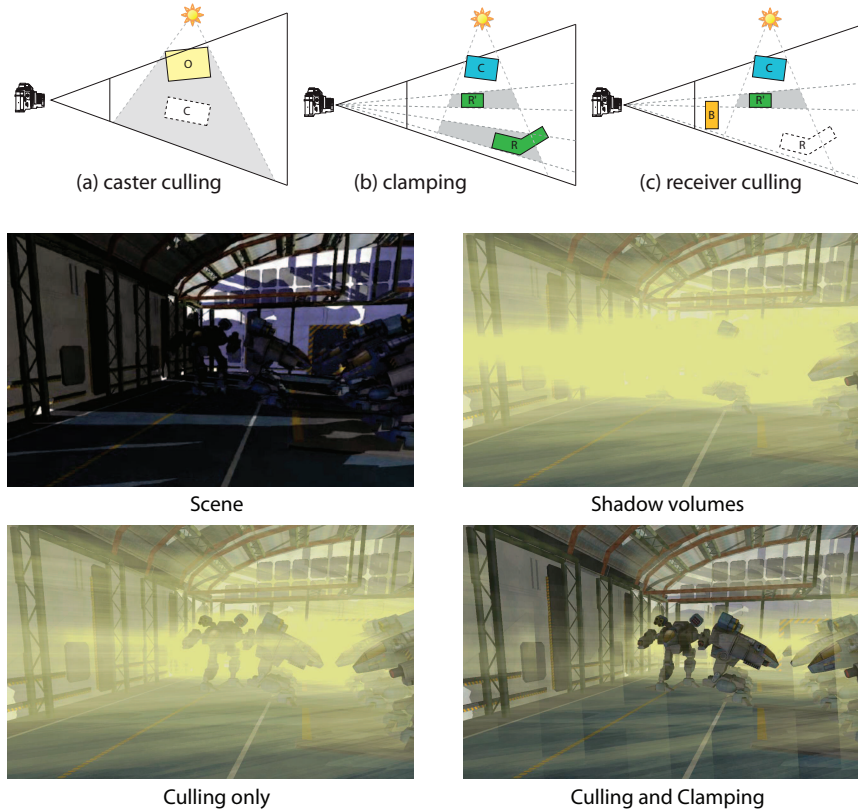 O
C
(a) caster culling
C
R'
R
(b) clamping
C
R'
B
R
(c) receiver culling
Scene
Shadow volumes
Culling only
Culling and Clamping